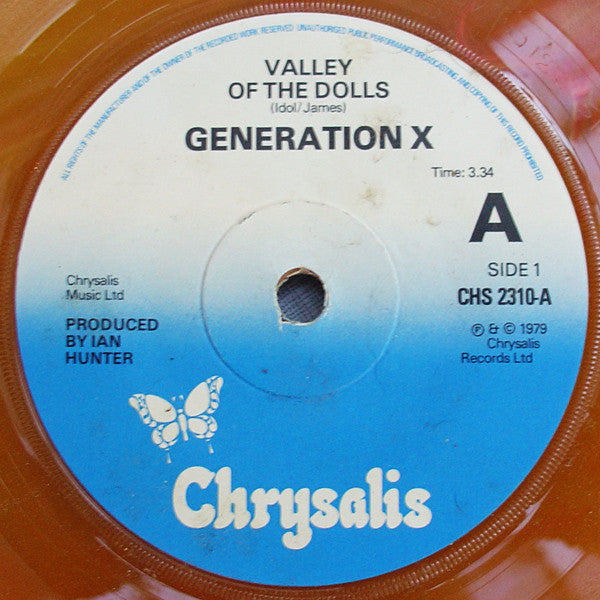 ALL RIGHTS OF THE MANUFACTURER AND OF THE OWNER OF THE RECORDED WORK RESERVED UNAUTHORISED PUBLIC PERFORMANCE BROADCASTING AND COPYING OF THIS RECORD PROHIBITED
VALLEY
OF THE DOLLS
(Idol/James)
GENERATION X
Time: 3.34
A
SIDE 1
CHS 2310-A
Chrysalis
Music Ltd
PRODUCED
BY IAN
HUNTER
℗ & © 1979
Chrysalis
Records Ltd
Chrysalis